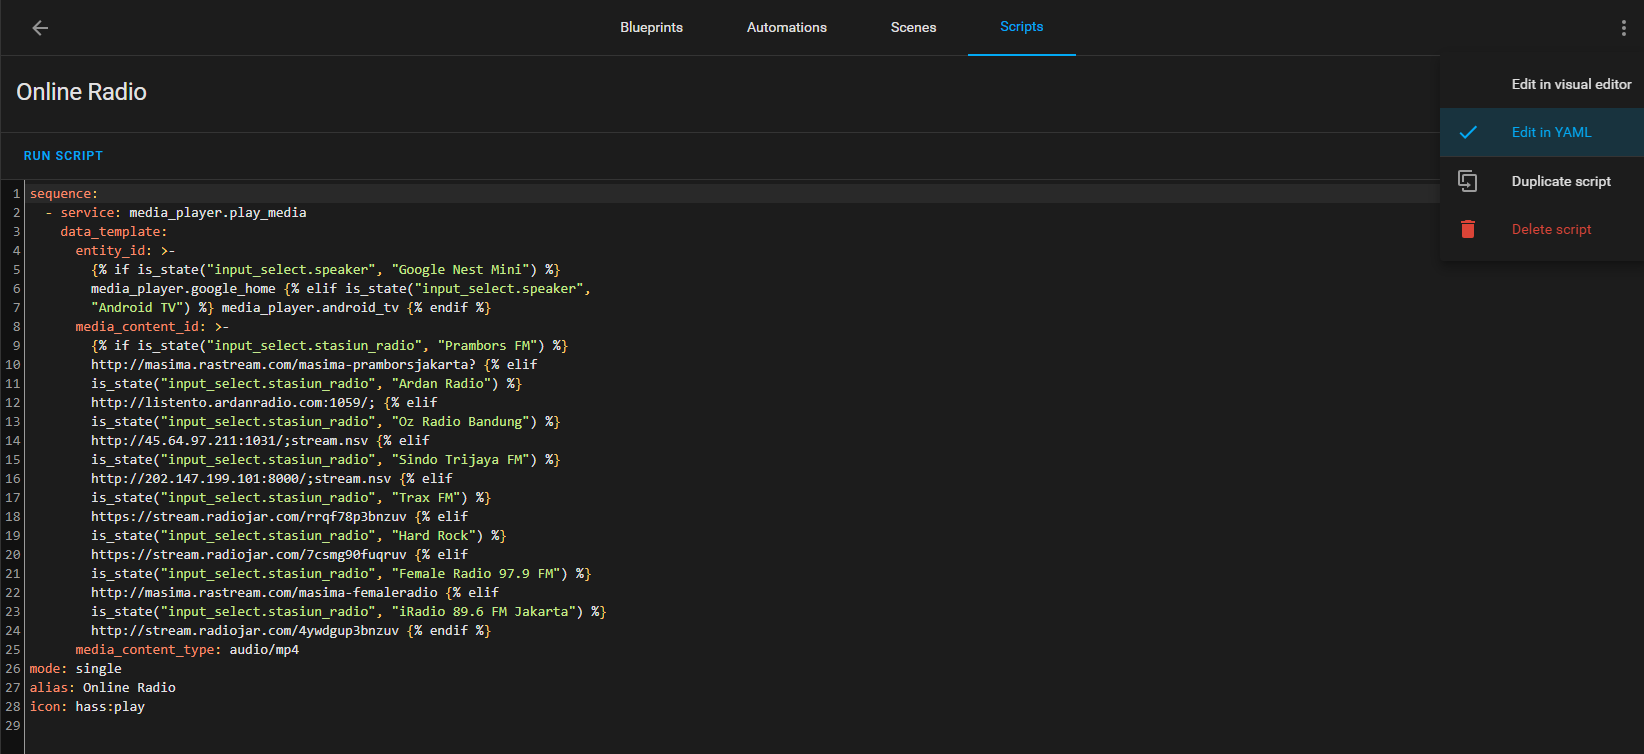 Blueprints
Automations
Scenes
Scripts
Online Radio
Edit in visual editor
Edit in YAML
Duplicate script
Delete script
RUN SCRIPT
1 sequence:
2   - service: media_player.play_media
3     data_template:
4       entity_id: >-
5         {% if is_state("input_select.speaker", "Google Nest Mini") %}
6         media_player.google_home {% elif is_state("input_select.speaker",
7         "Android TV") %} media_player.android_tv {% endif %}
8       media_content_id: >-
9         {% if is_state("input_select.stasiun_radio", "Prambors FM") %}
10         http://masima.rastream.com/masima-pramborsjakarta? {% elif
11         is_state("input_select.stasiun_radio", "Ardan Radio") %}
12         http://listento.ardanradio.com:1059/; {% elif
13         is_state("input_select.stasiun_radio", "Oz Radio Bandung") %}
14         http://45.64.97.211:1031/;stream.nsv {% elif
15         is_state("input_select.stasiun_radio", "Sindo Trijaya FM") %}
16         http://202.147.199.101:8000/;stream.nsv {% elif
17         is_state("input_select.stasiun_radio", "Trax FM") %}
18         https://stream.radiojar.com/rrqf78p3bnzuv {% elif
19         is_state("input_select.stasiun_radio", "Hard Rock") %}
20         https://stream.radiojar.com/7csmg90fuqruv {% elif
21         is_state("input_select.stasiun_radio", "Female Radio 97.9 FM") %}
22         http://masima.rastream.com/masima-femaleradio {% elif
23         is_state("input_select.stasiun_radio", "iRadio 89.6 FM Jakarta") %}
24         http://stream.radiojar.com/4ywdgup3bnzuv {% endif %}
25       media_content_type: audio/mp4
26 mode: single
27 alias: Online Radio
28 icon: hass:play
29